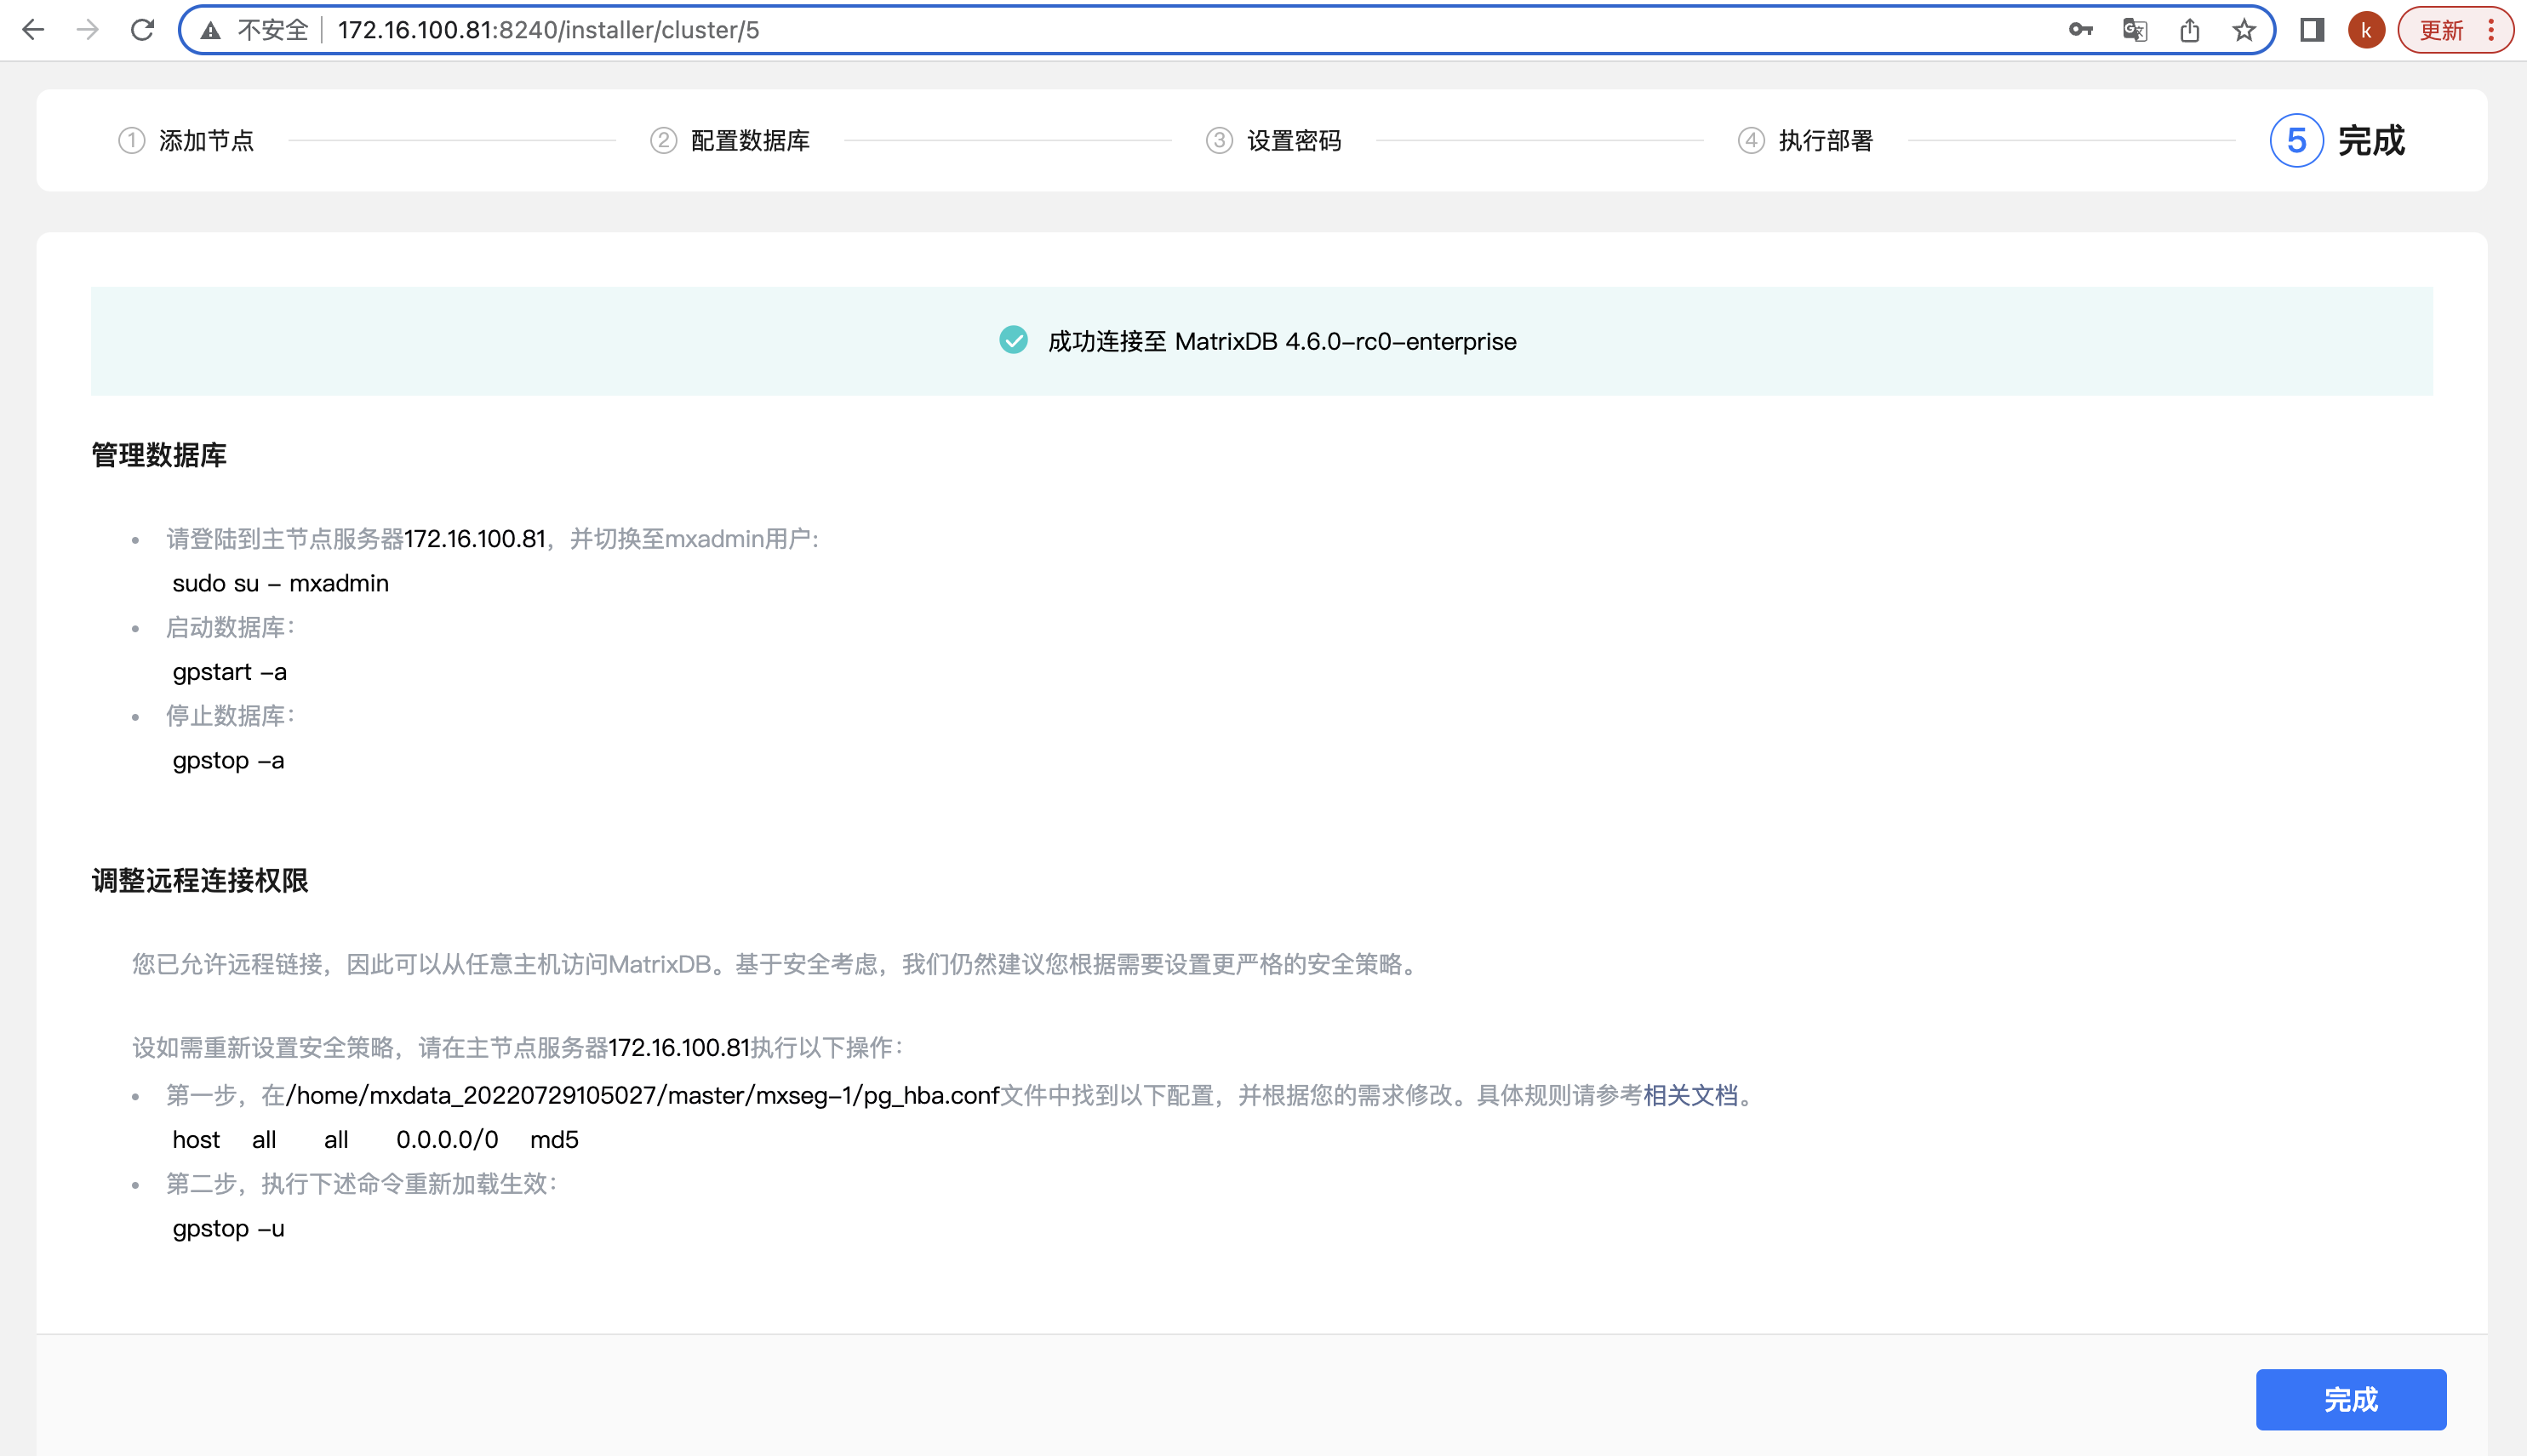 不安全 172.16.100.81:8240/installer/cluster/5 k 更新
1 添加节点 2 配置数据库 3 设置密码 4 执行部署 5 完成
成功连接至 MatrixDB 4.6.0-rc0-enterprise
管理数据库
• 请登陆到主节点服务器172.16.100.81，并切换至mxadmin用户:
sudo su - mxadmin
• 启动数据库：
gpstart -a
• 停止数据库：
gpstop -a
调整远程连接权限
您已允许远程链接，因此可以从任意主机访问MatrixDB。基于安全考虑，我们仍然建议您根据需要设置更严格的安全策略。
设如需重新设置安全策略，请在主节点服务器172.16.100.81执行以下操作：
• 第一步，在/home/mxdata_20220729105027/master/mxseg-1/pg_hba.conf文件中找到以下配置，并根据您的需求修改。具体规则请参考相关文档。
host all all 0.0.0.0/0 md5
• 第二步，执行下述命令重新加载生效：
gpstop -u
完成